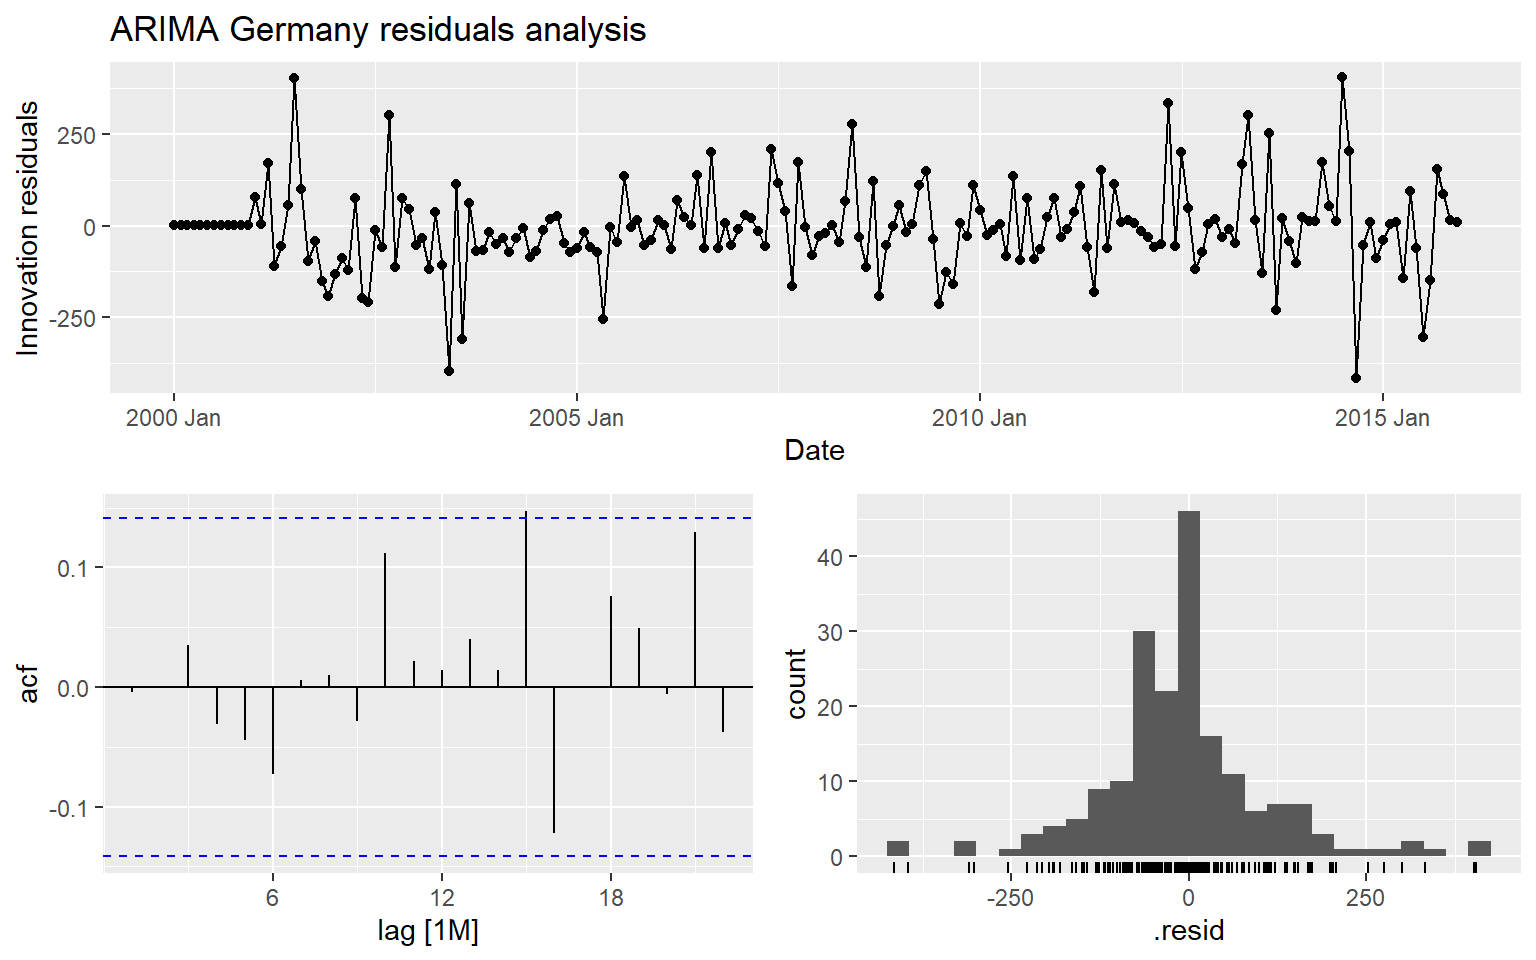 ARIMA Germany residuals analysis
Innovation residuals
250
0
-250
2000 Jan
2005 Jan
2010 Jan
2015 Jan
Date
acf
0.1
0.0
-0.1
6
12
18
lag [1M]
count
40
30
20
10
0
-250
0
250
.resid